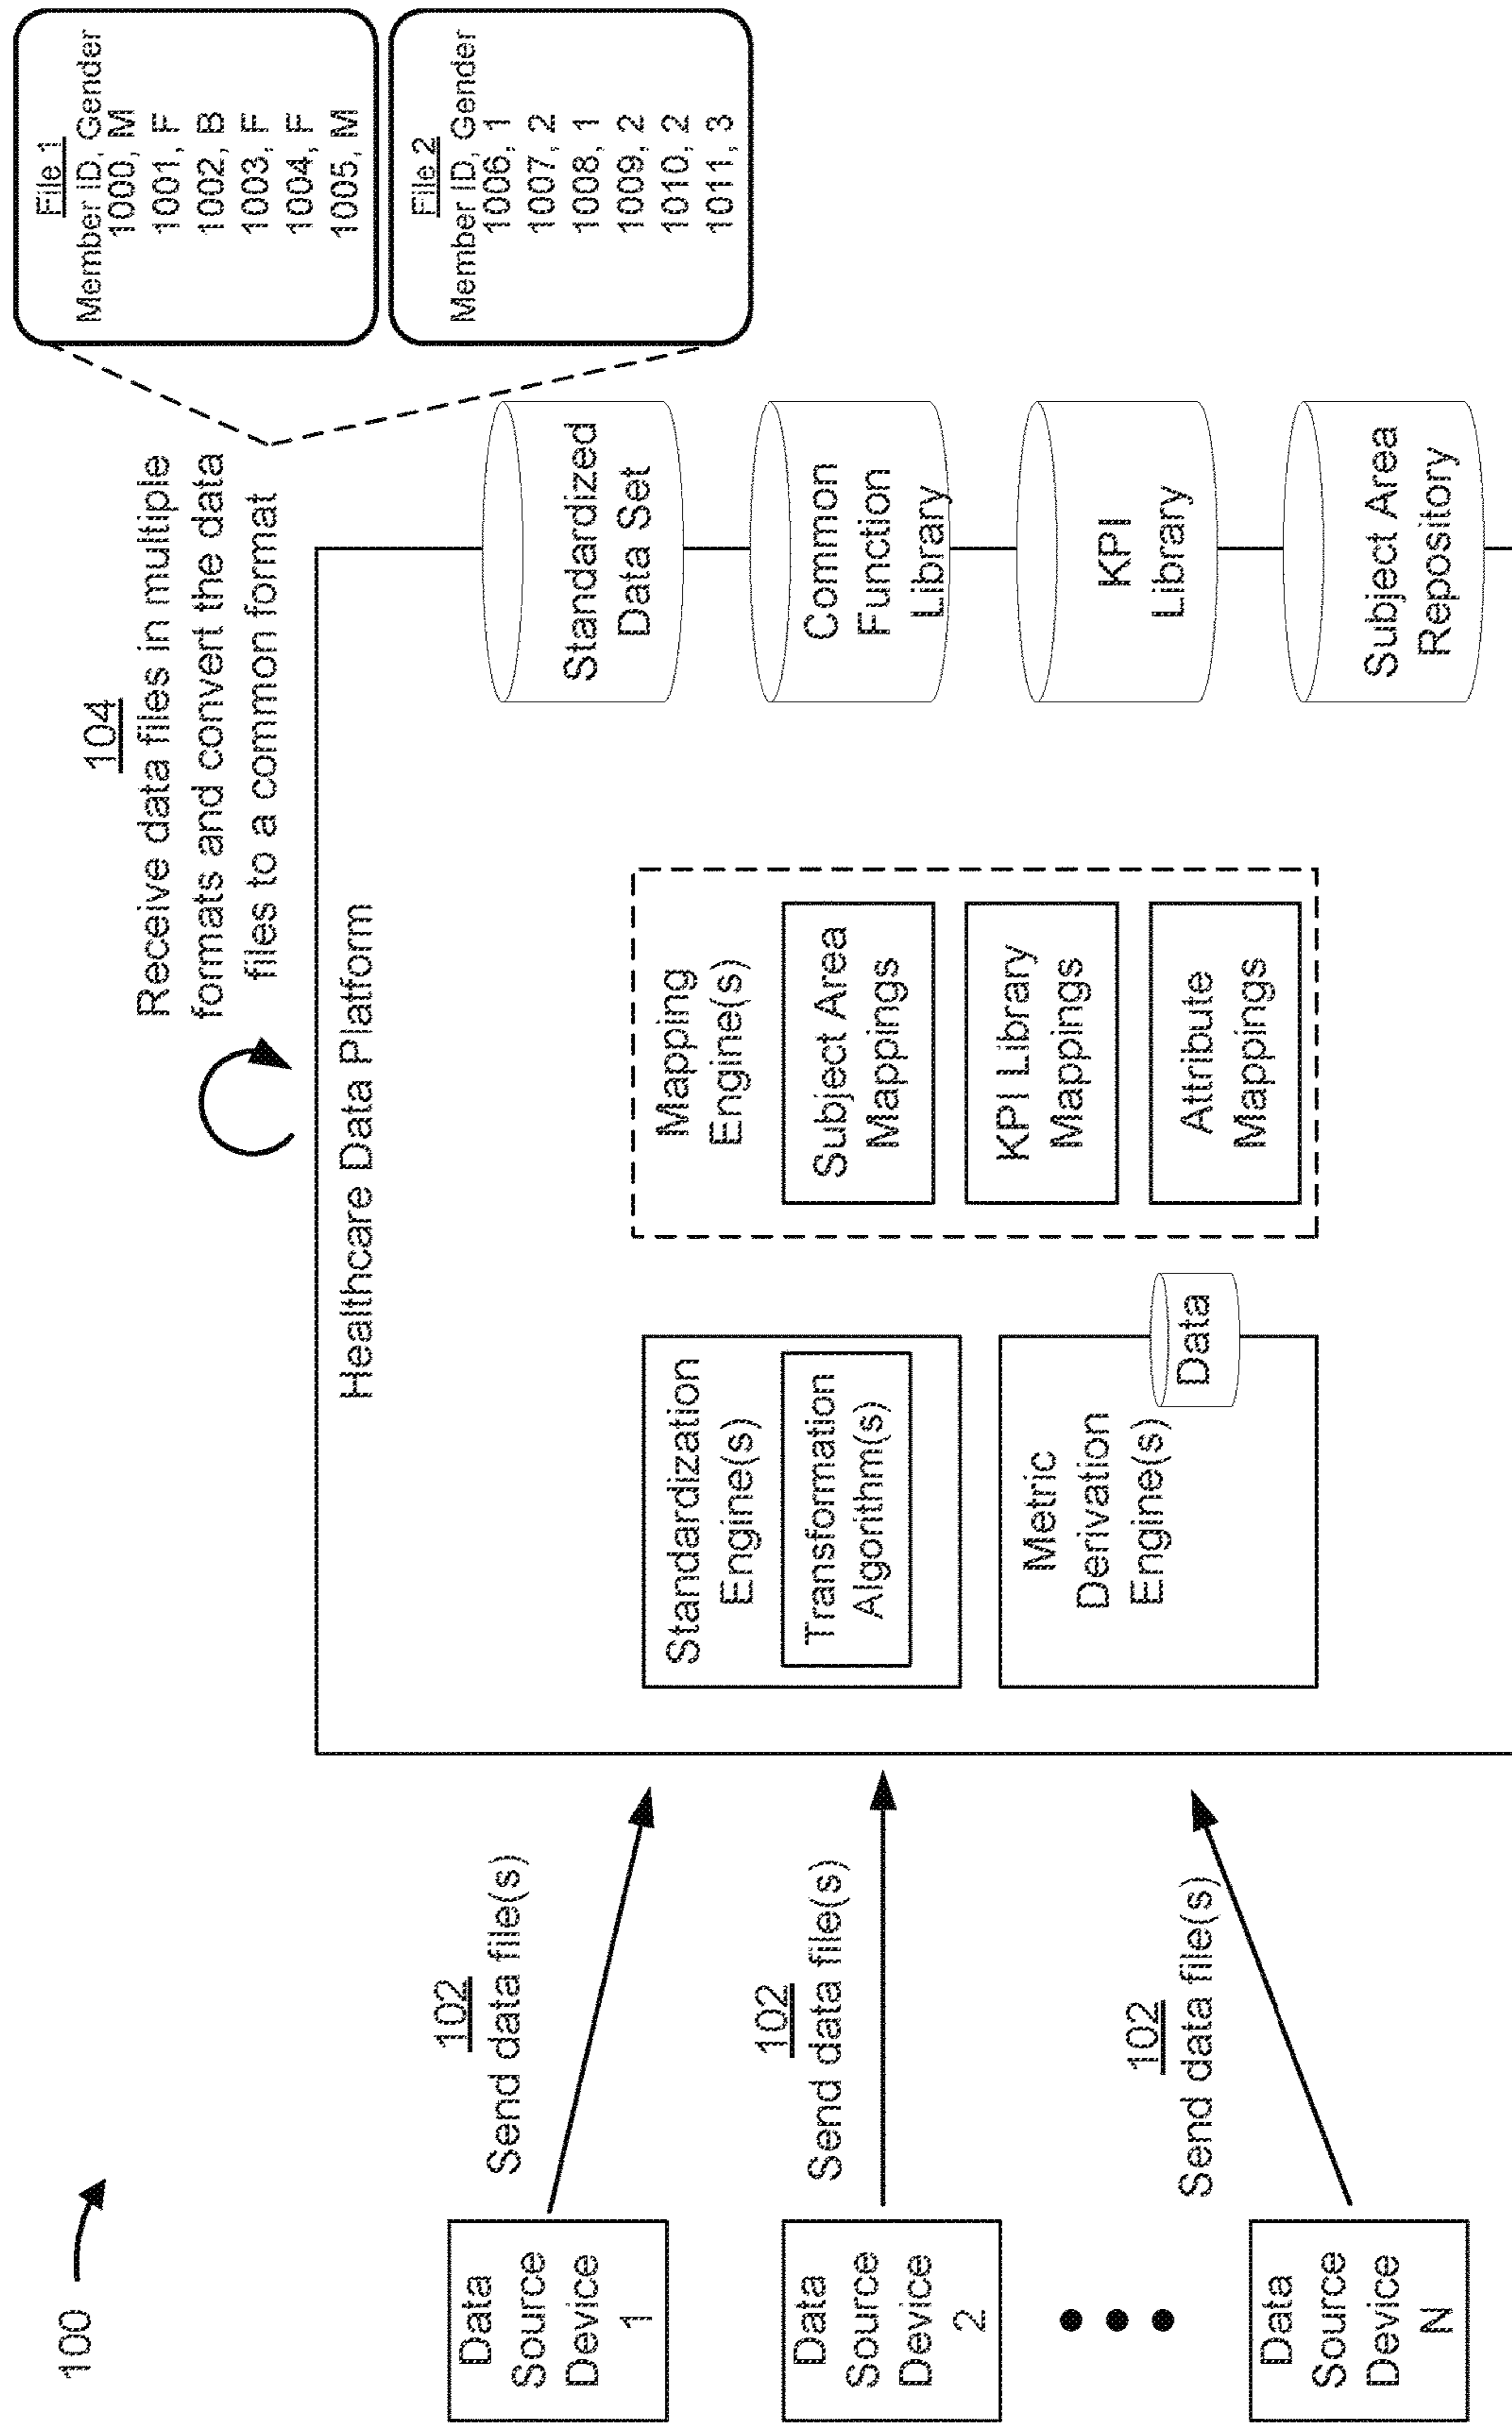 100
104
Receive data files in multiple
formats and convert the data
files to a common format
File 1
Member ID, Gender
1000, M
1001, F
1002, B
1003, F
1004, F
1005, M
File 2
Member ID, Gender
1006, 1
1007, 2
1008, 1
1009, 2
1010, 2
1011, 3
Data
Source
Device
1
102
Send data file(s)
Data
Source
Device
2
102
Send data file(s)
Data
Source
Device
N
102
Send data file(s)
Healthcare Data Platform
Standardization
Engine(s)
Transformation
Algorithm(s)
Metric
Derivation
Engine(s)
Data
Mapping
Engine(s)
Subject Area
Mappings
KPI Library
Mappings
Attribute
Mappings
Standardized
Data Set
Common
Function
Library
KPI
Library
Subject Area
Repository